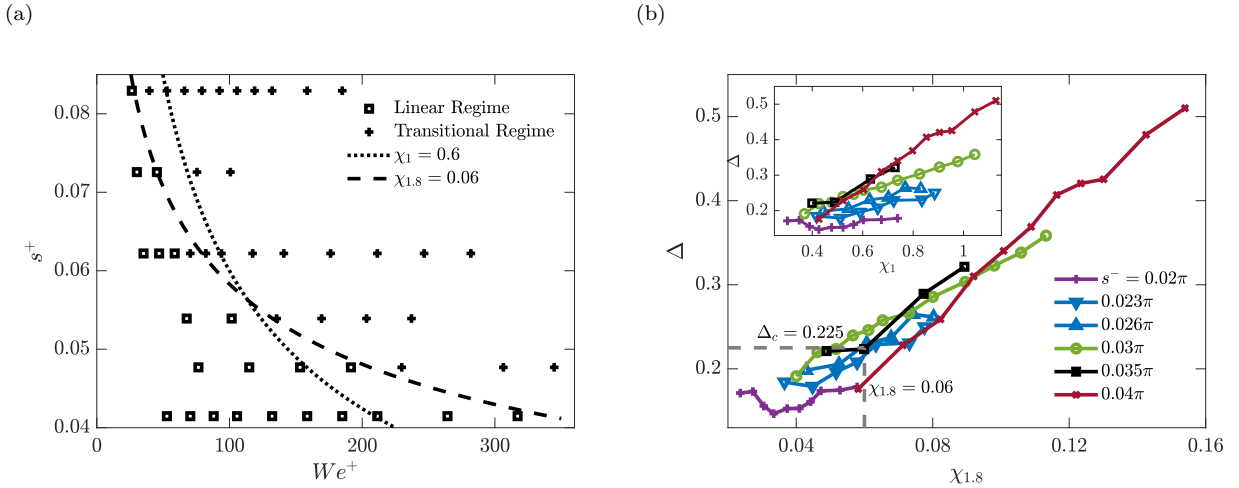 (a)
(b)
0.08
0.07
0.06
0.05
0.04
s⁺
0
100
200
300
We⁺
Linear Regime
Transitional Regime
χ₁ = 0.6
χ₁.₈ = 0.06
0.5
0.4
0.3
0.2
Δ
0.04
0.08
0.12
0.16
χ₁.₈
0.5
0.4
0.3
0.2
Δ
0.4
0.6
0.8
1
χ₁
Δc = 0.225
χ₁.₈ = 0.06
s⁻ = 0.02π
0.023π
0.026π
0.03π
0.035π
0.04π